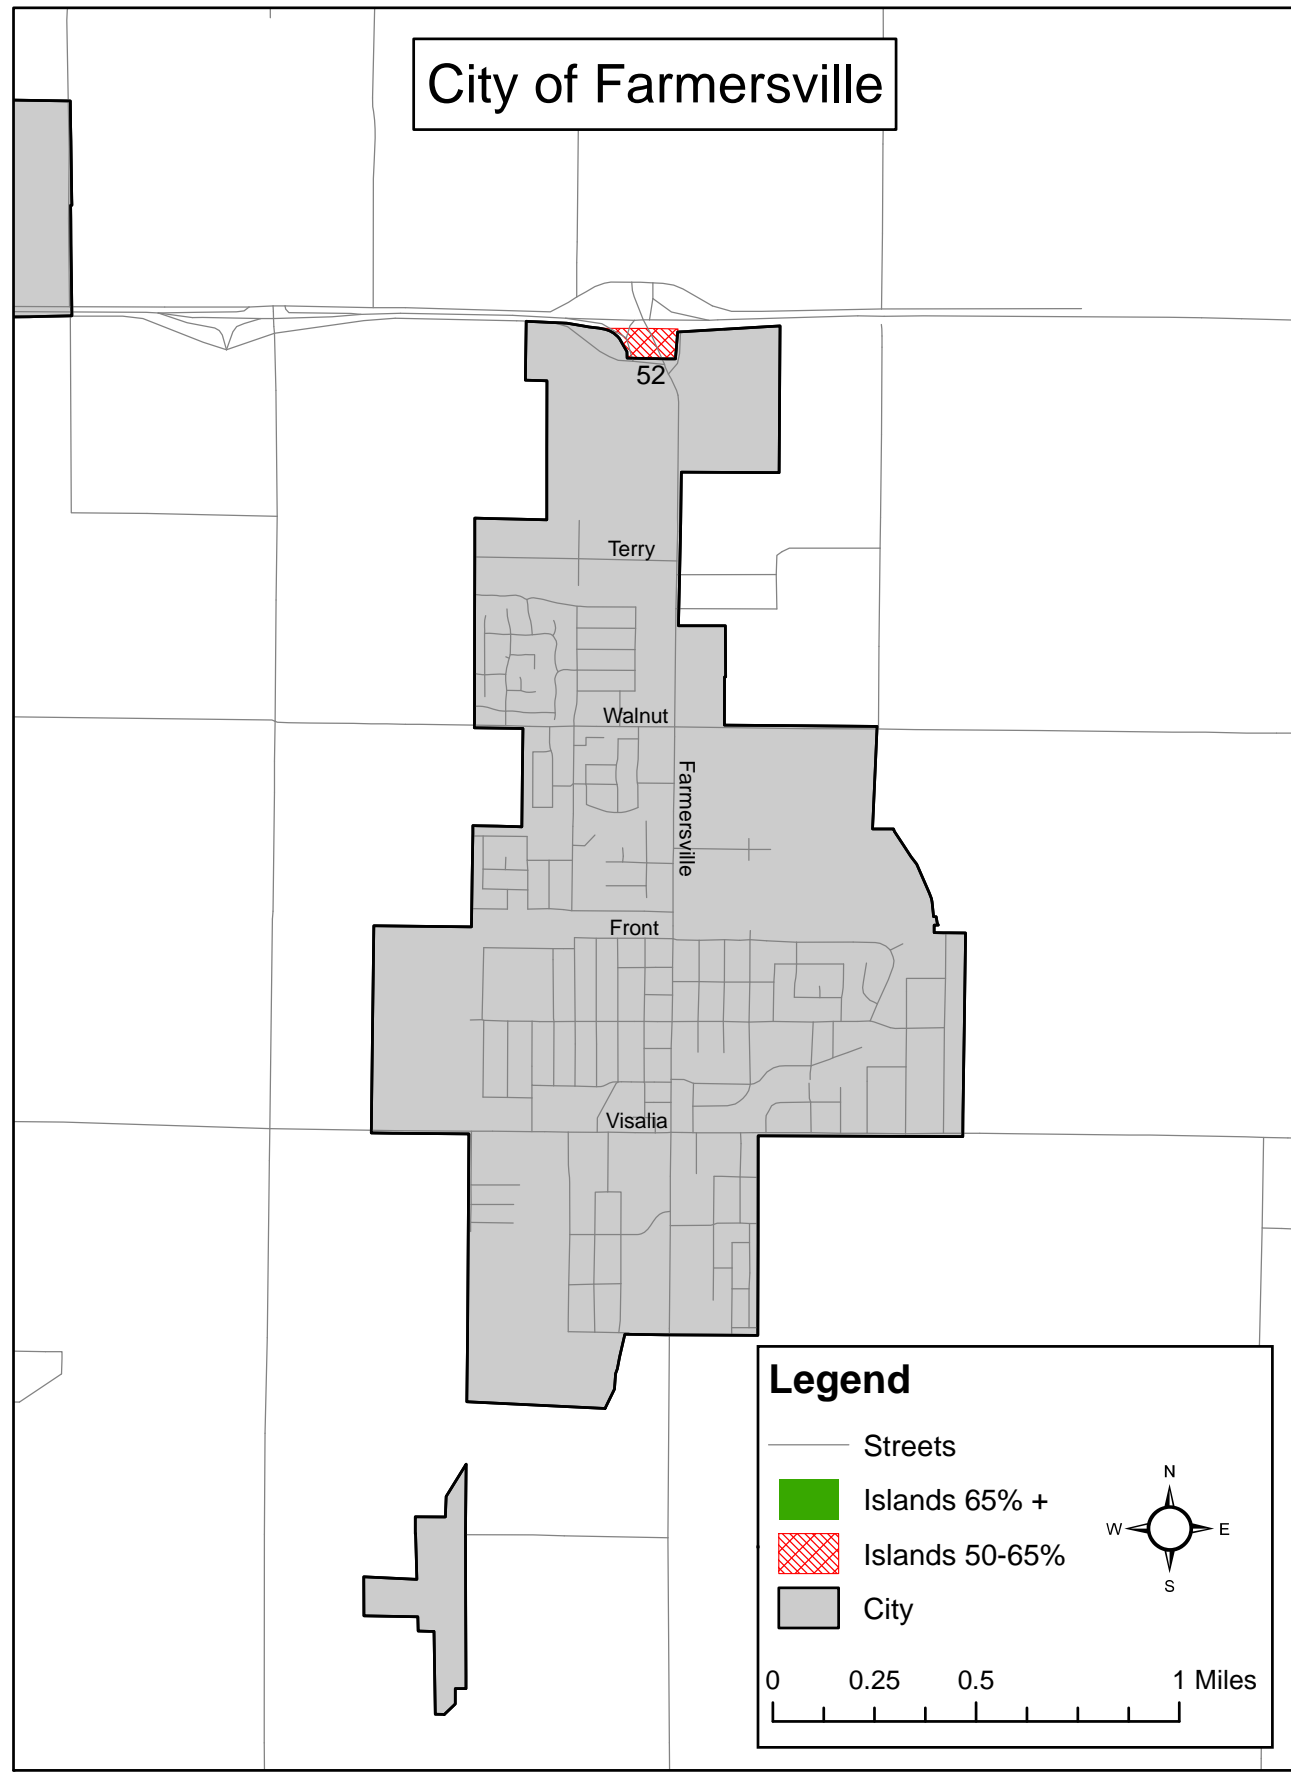 City of Farmersville
52
Terry
Walnut
Farmersville
Front
Visalia
Legend
Streets
Islands 65% +
Islands 50-65%
City
N
W
E
S
0 0.25 0.5 1 Miles